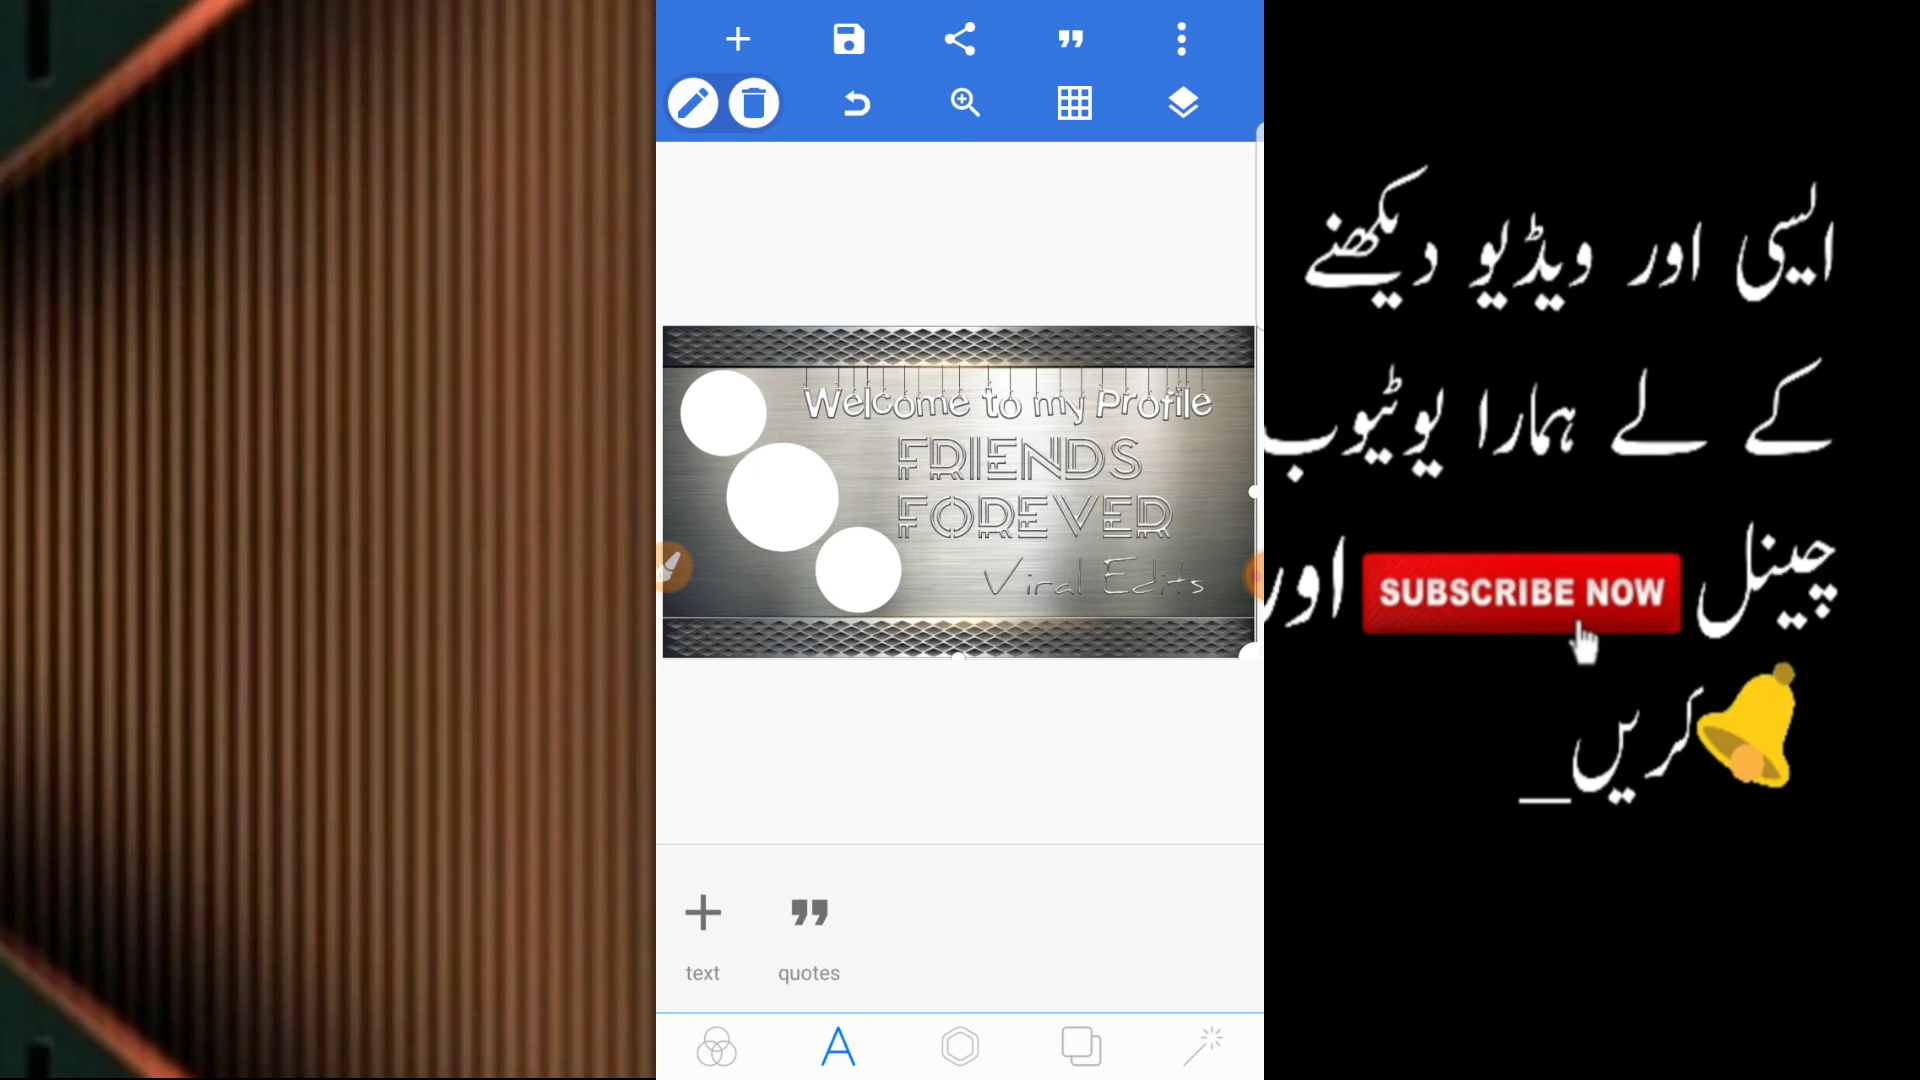 Welcome to my Profile
FRIENDS
FOREVER
Viral Edits
text
quotes
ایسی اور ویڈیو دیکھنے
کے لے ہمارا یوٹیوب
چینل SUBSCRIBE NOW اور
کریں_